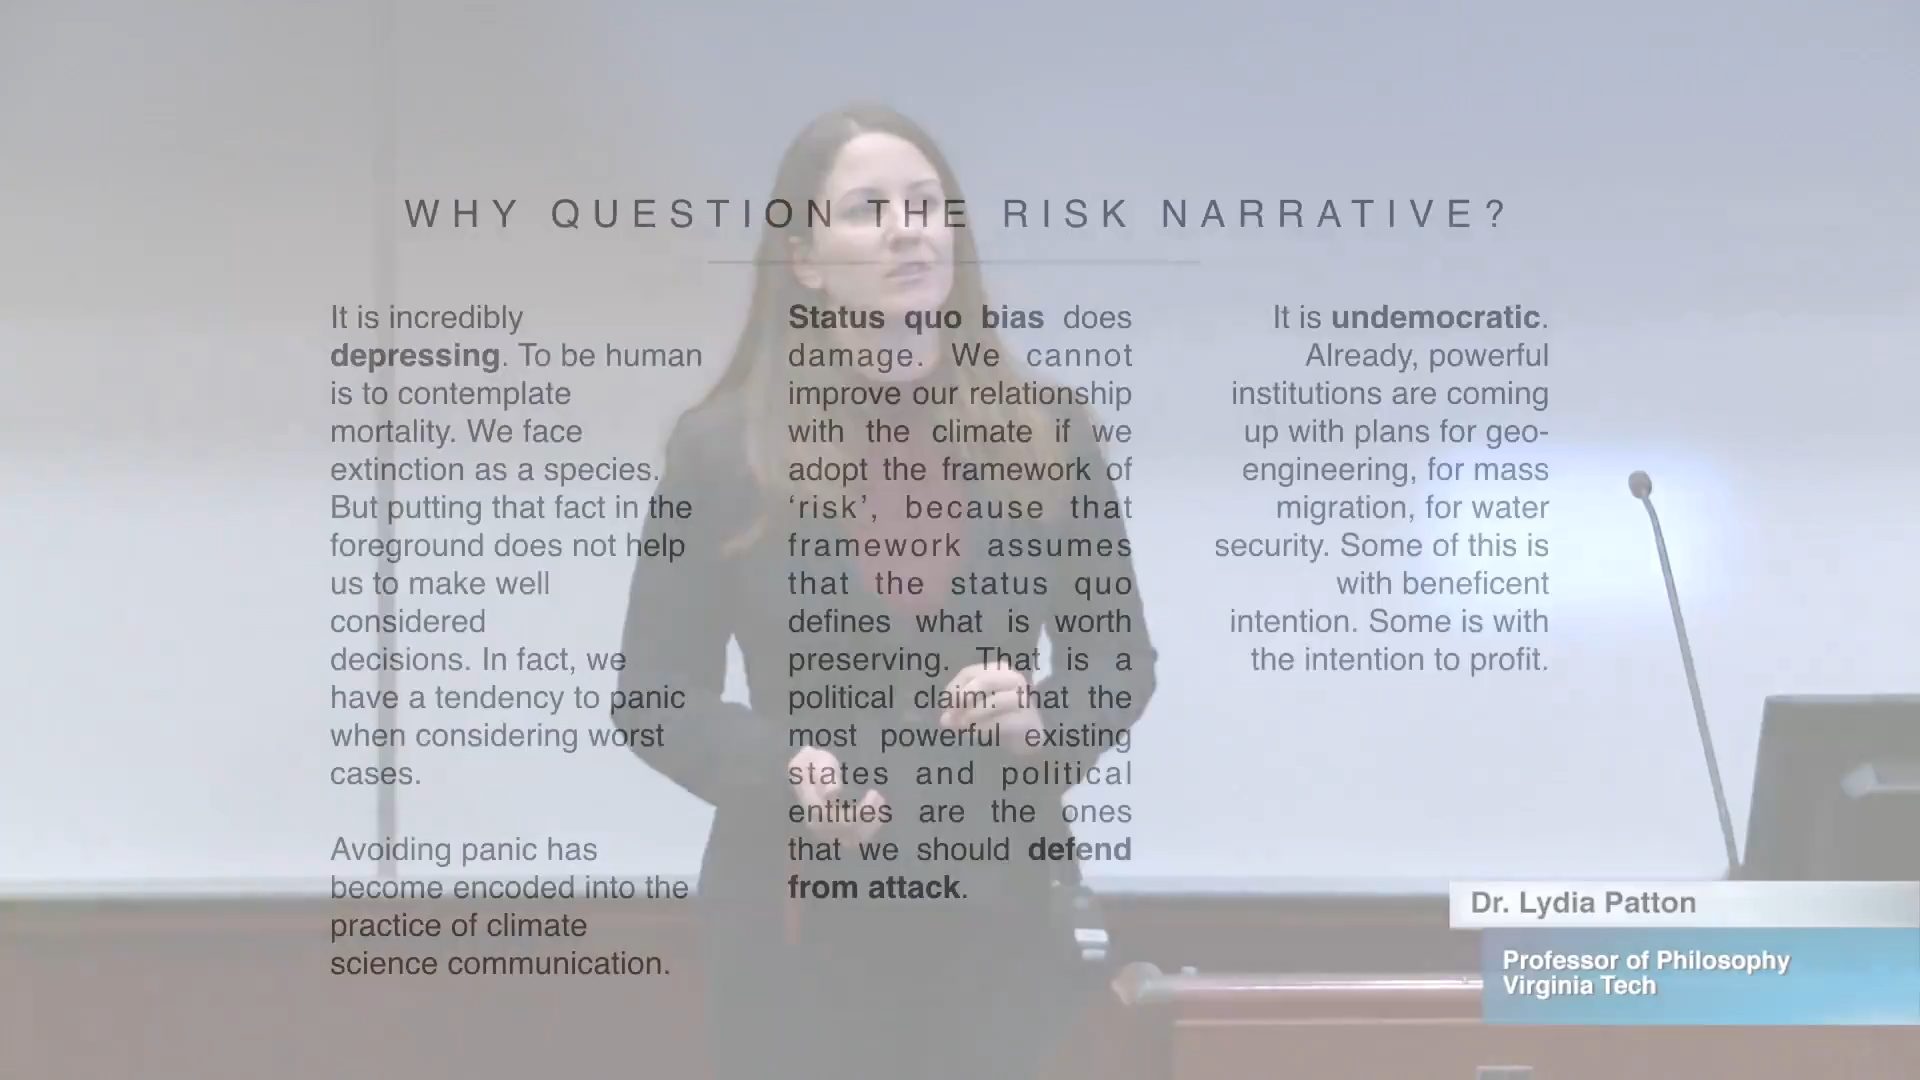 WHY QUESTION THE RISK NARRATIVE?
It is incredibly
depressing. To be human
is to contemplate
mortality. We face
extinction as a species.
But putting that fact in the
foreground does not help
us to make well
considered
decisions. In fact, we
have a tendency to panic
when considering worst
cases.
Avoiding panic has
become encoded into the
practice of climate
science communication.
Status quo bias does
damage. We cannot
improve our relationship
with the climate if we
adopt the framework of
‘risk’, because that
framework assumes
that the status quo
defines what is worth
preserving. That is a
political claim: that the
most powerful existing
states and political
entities are the ones
that we should defend
from attack.
It is undemocratic.
Already, powerful
institutions are coming
up with plans for geo-
engineering, for mass
migration, for water
security. Some of this is
with beneficent
intention. Some is with
the intention to profit.
Dr. Lydia Patton
Professor of Philosophy
Virginia Tech